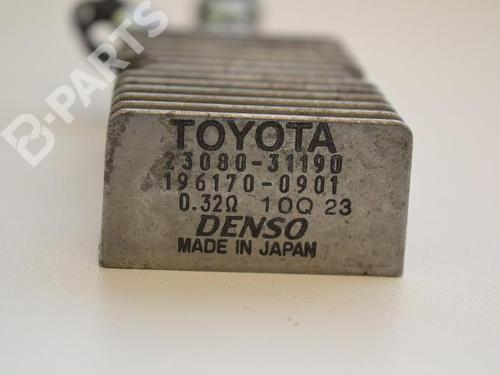 B-PARTS
TOYOTA
23080-31190
196170-0901
0.32Ω 10Q 23
DENSO
MADE IN JAPAN